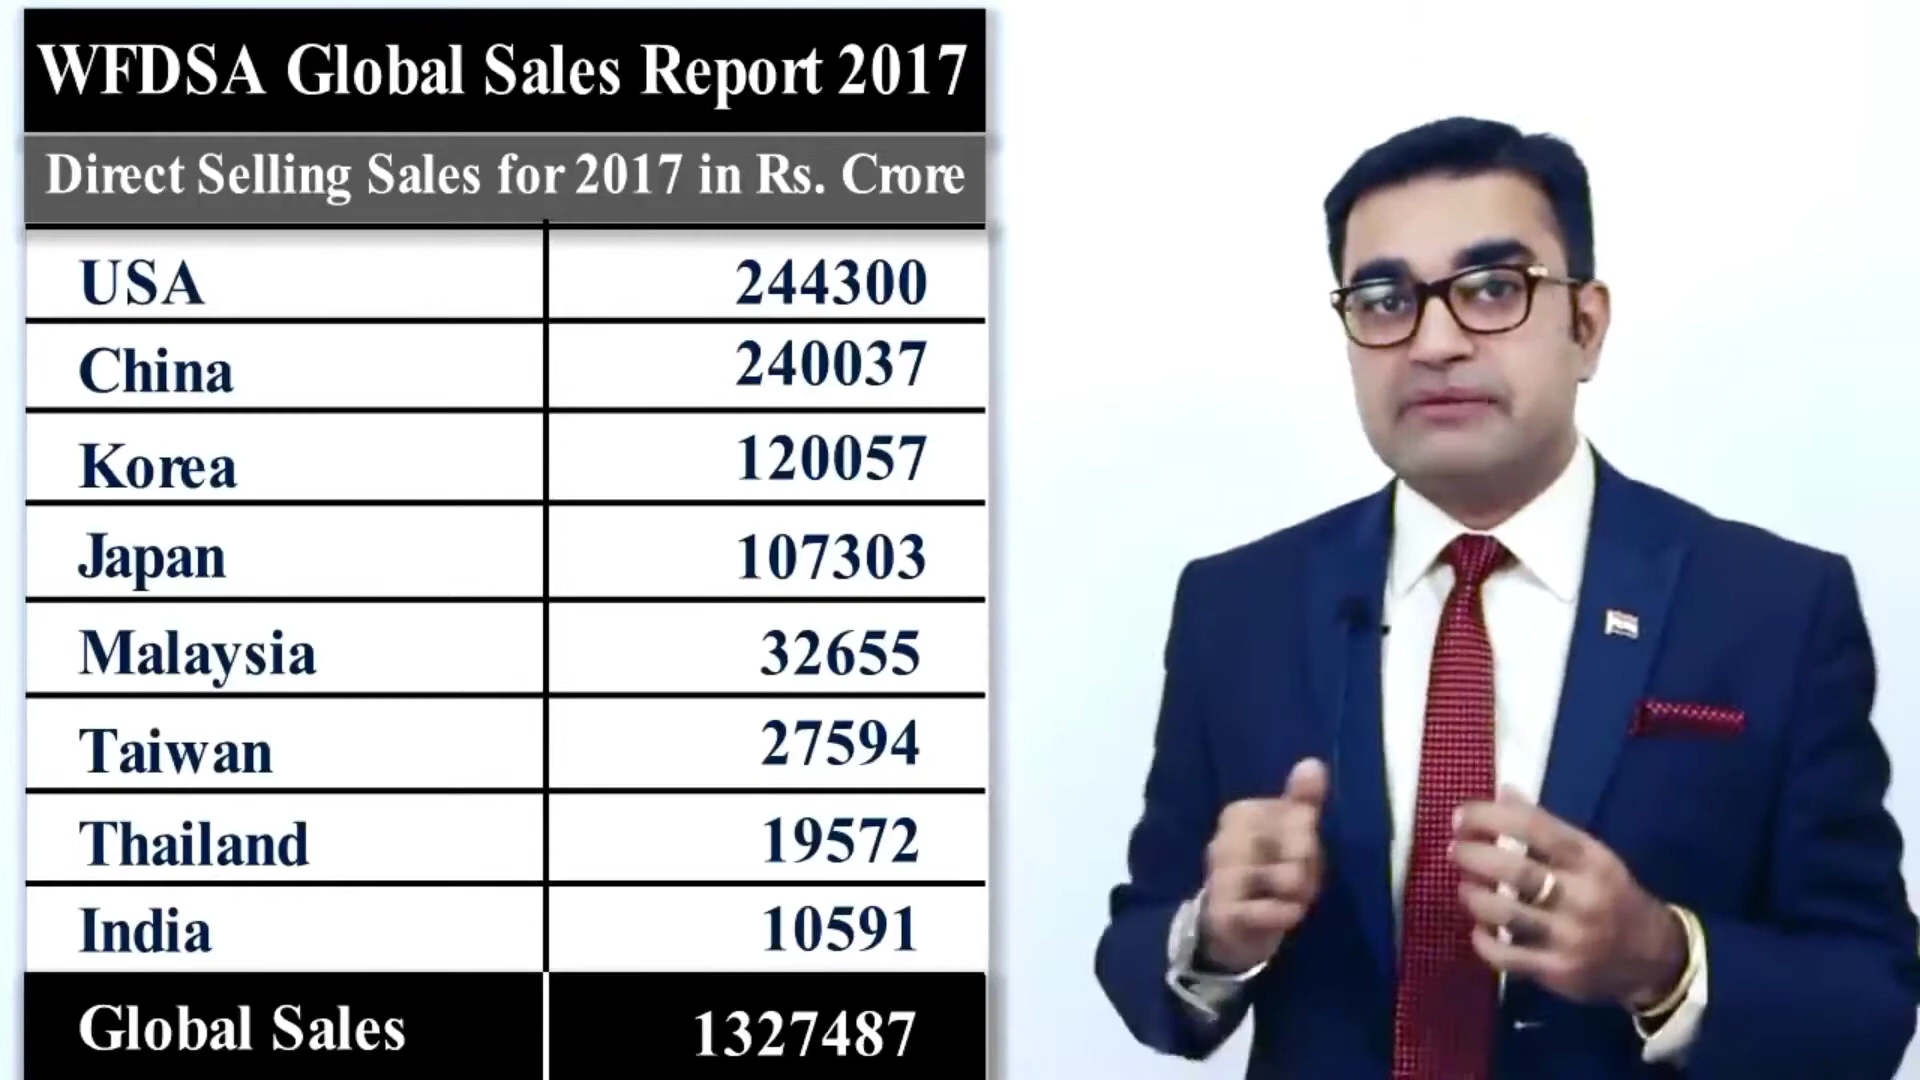 WFDSA Global Sales Report 2017
Direct Selling Sales for 2017 in Rs. Crore
USA 244300
China 240037
Korea 120057
Japan 107303
Malaysia 32655
Taiwan 27594
Thailand 19572
India 10591
Global Sales 1327487